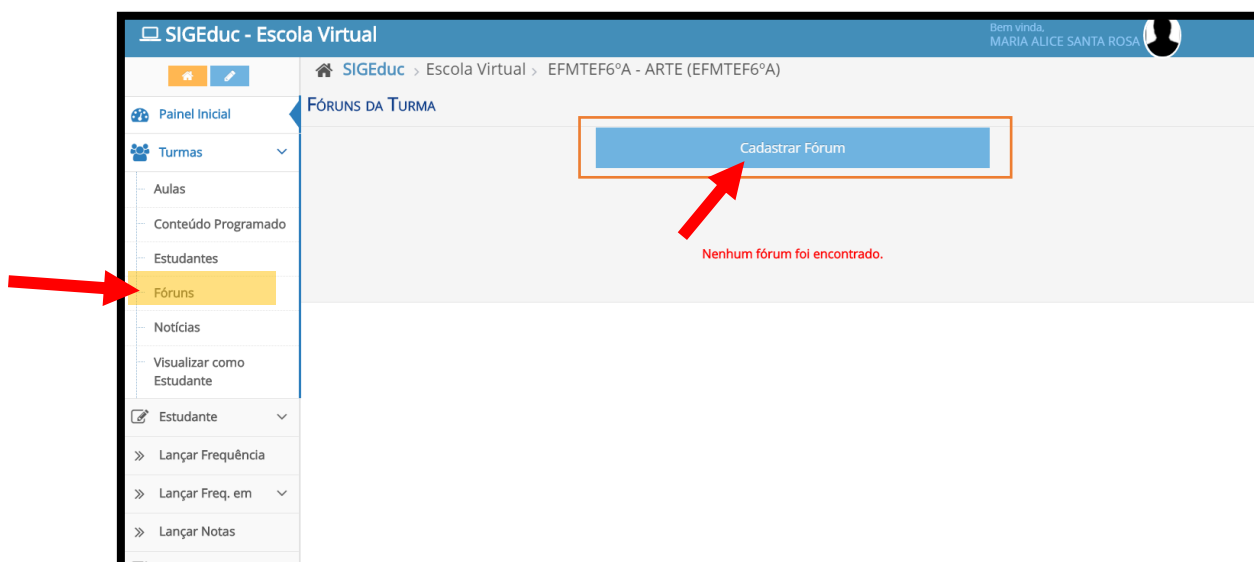 SIGEduc - Escola Virtual
Bem vinda,
MARIA ALICE SANTA ROSA
SIGEduc > Escola Virtual > EFMTEF6ºA - ARTE (EFMTEF6ºA)
Painel Inicial
FÓRUNS DA TURMA
Turmas
Cadastrar Fórum
Aulas
Conteúdo Programado
Estudantes
Nenhum fórum foi encontrado.
Fóruns
Notícias
Visualizar como
Estudante
Estudante
Lançar Frequência
Lançar Freq. em
Lançar Notas